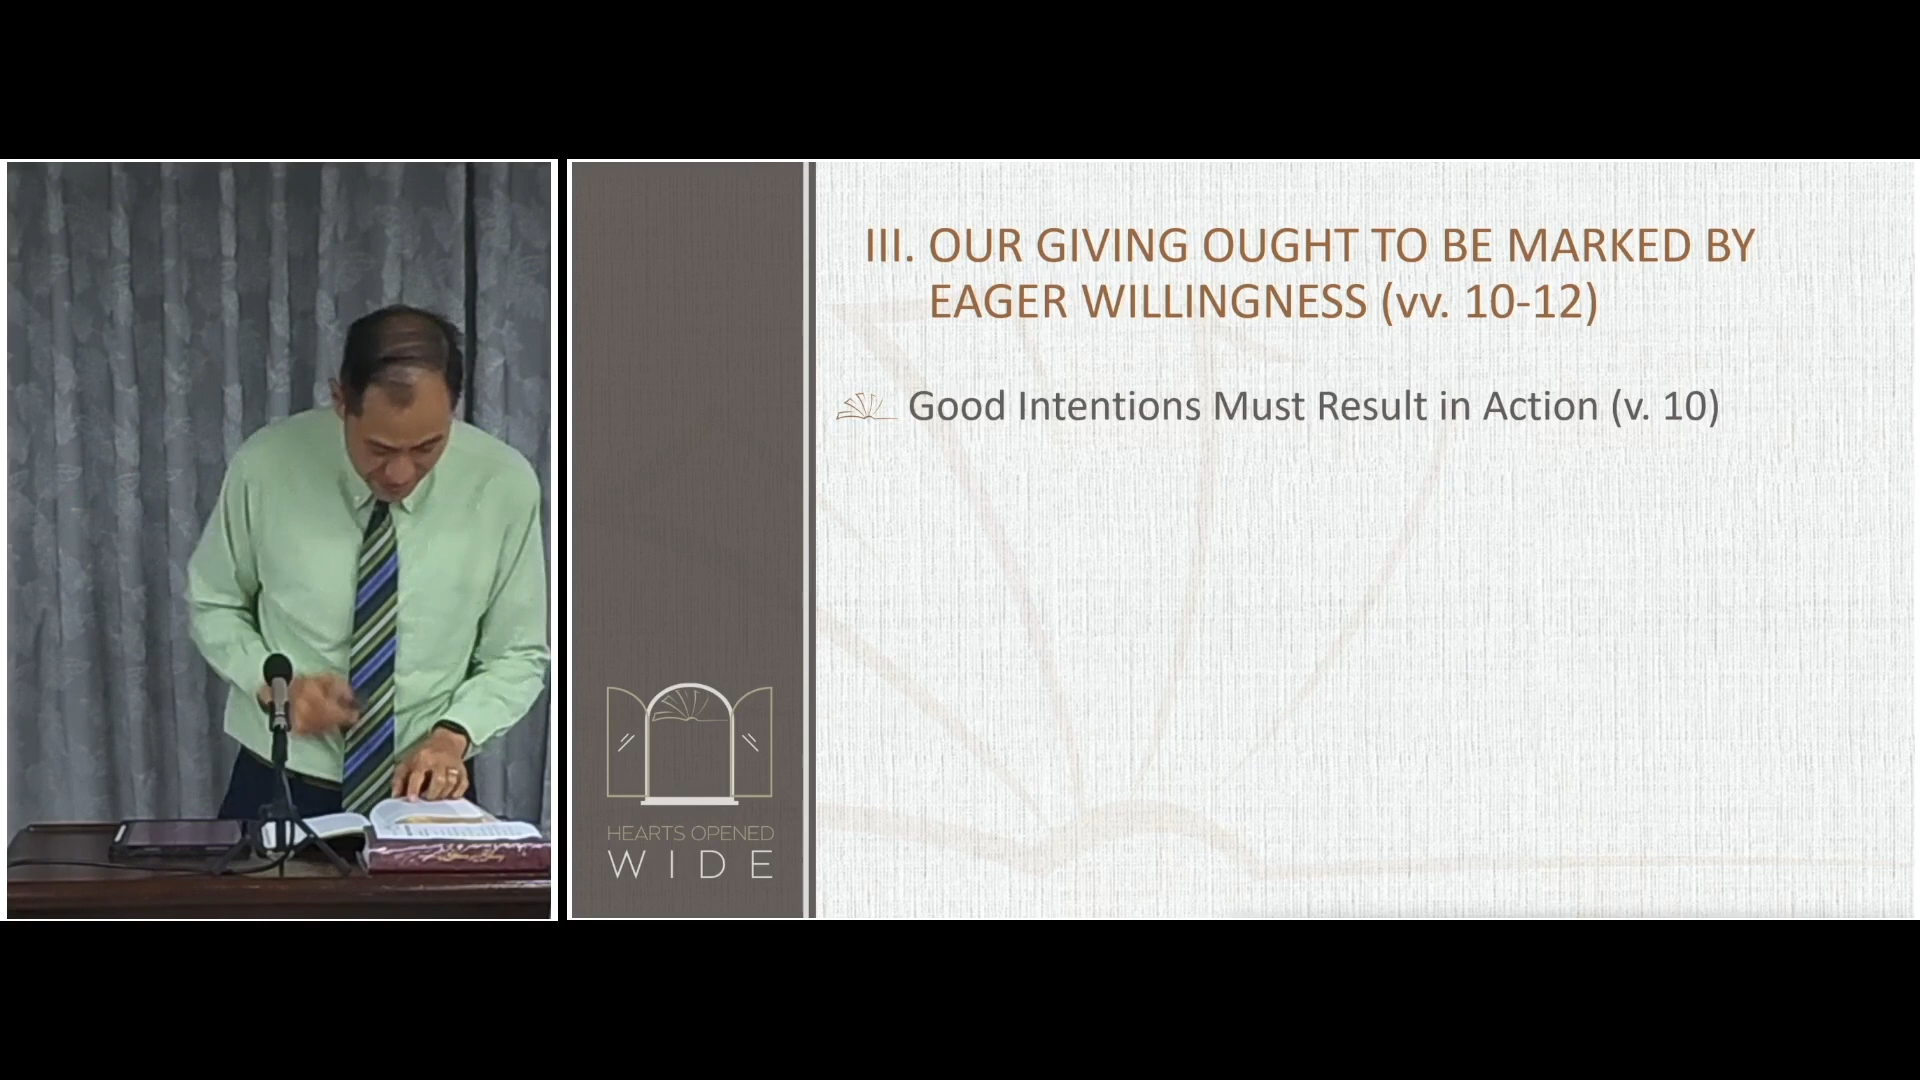 III. OUR GIVING OUGHT TO BE MARKED BY
EAGER WILLINGNESS (vv. 10-12)
Good Intentions Must Result in Action (v. 10)
HEARTS OPENED
WIDE